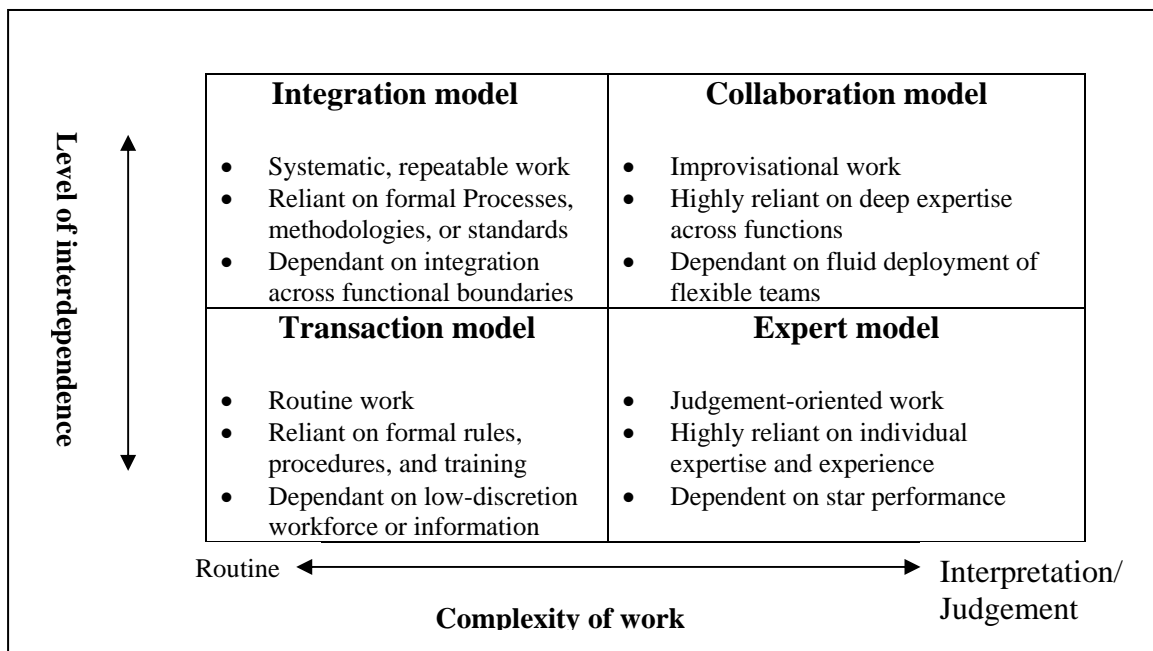 Level of interdependence
Integration model
• Systematic, repeatable work
• Reliant on formal Processes,
methodologies, or standards
• Dependant on integration
across functional boundaries
Collaboration model
• Improvisational work
• Highly reliant on deep expertise
across functions
• Dependant on fluid deployment of
flexible teams
Transaction model
• Routine work
• Reliant on formal rules,
procedures, and training
• Dependant on low-discretion
workforce or information
Expert model
• Judgement-oriented work
• Highly reliant on individual
expertise and experience
• Dependent on star performance
Routine
Interpretation/
Judgement
Complexity of work